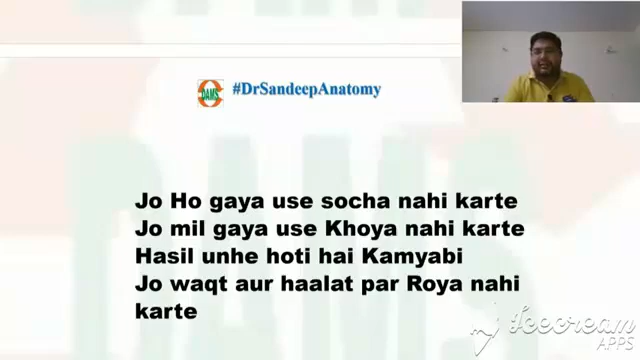 DAMS
#DrSandeepAnatomy
Jo Ho gaya use socha nahi karte
Jo mil gaya use Khoya nahi karte
Hasil unhe hoti hai Kamyabi
Jo waqt aur haalat par Roya nahi
karte
DAMS
Icecream
APPS